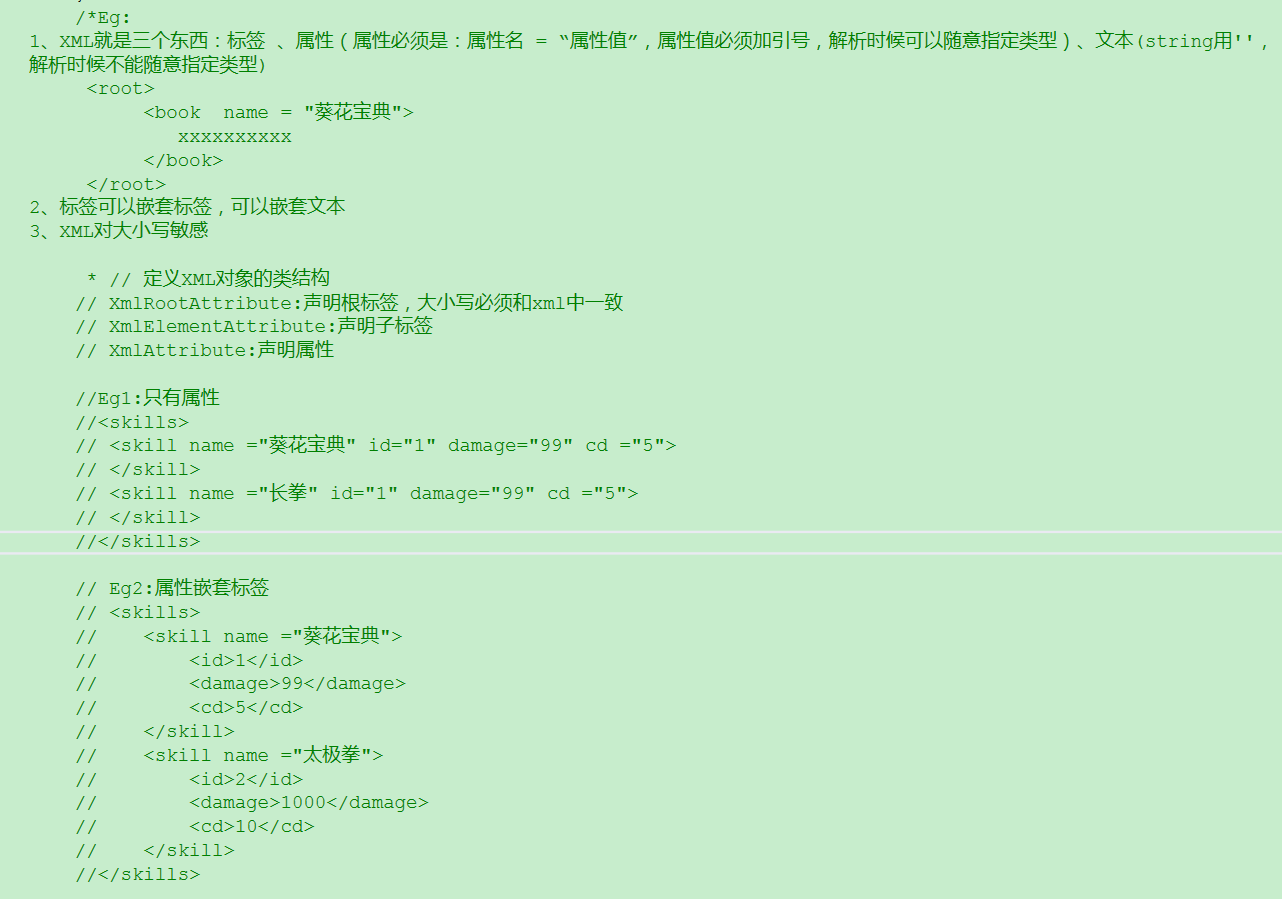 /*Eg:
1、XML就是三个东西：标签 、属性（属性必须是：属性名 = “属性值”，属性值必须加引号，解析时候可以随意指定类型）、文本(string用''，
解析时候不能随意指定类型)
<root>
<book  name = "葵花宝典">
xxxxxxxxxx
</book>
</root>
2、标签可以嵌套标签，可以嵌套文本
3、XML对大小写敏感
* // 定义XML对象的类结构
// XmlRootAttribute:声明根标签，大小写必须和xml中一致
// XmlElementAttribute:声明子标签
// XmlAttribute:声明属性
//Eg1:只有属性
//<skills>
// <skill name ="葵花宝典" id="1" damage="99" cd ="5">
// </skill>
// <skill name ="长拳" id="1" damage="99" cd ="5">
// </skill>
//</skills>
// Eg2:属性嵌套标签
// <skills>
//    <skill name ="葵花宝典">
//        <id>1</id>
//        <damage>99</damage>
//        <cd>5</cd>
//    </skill>
//    <skill name ="太极拳">
//        <id>2</id>
//        <damage>1000</damage>
//        <cd>10</cd>
//    </skill>
//</skills>